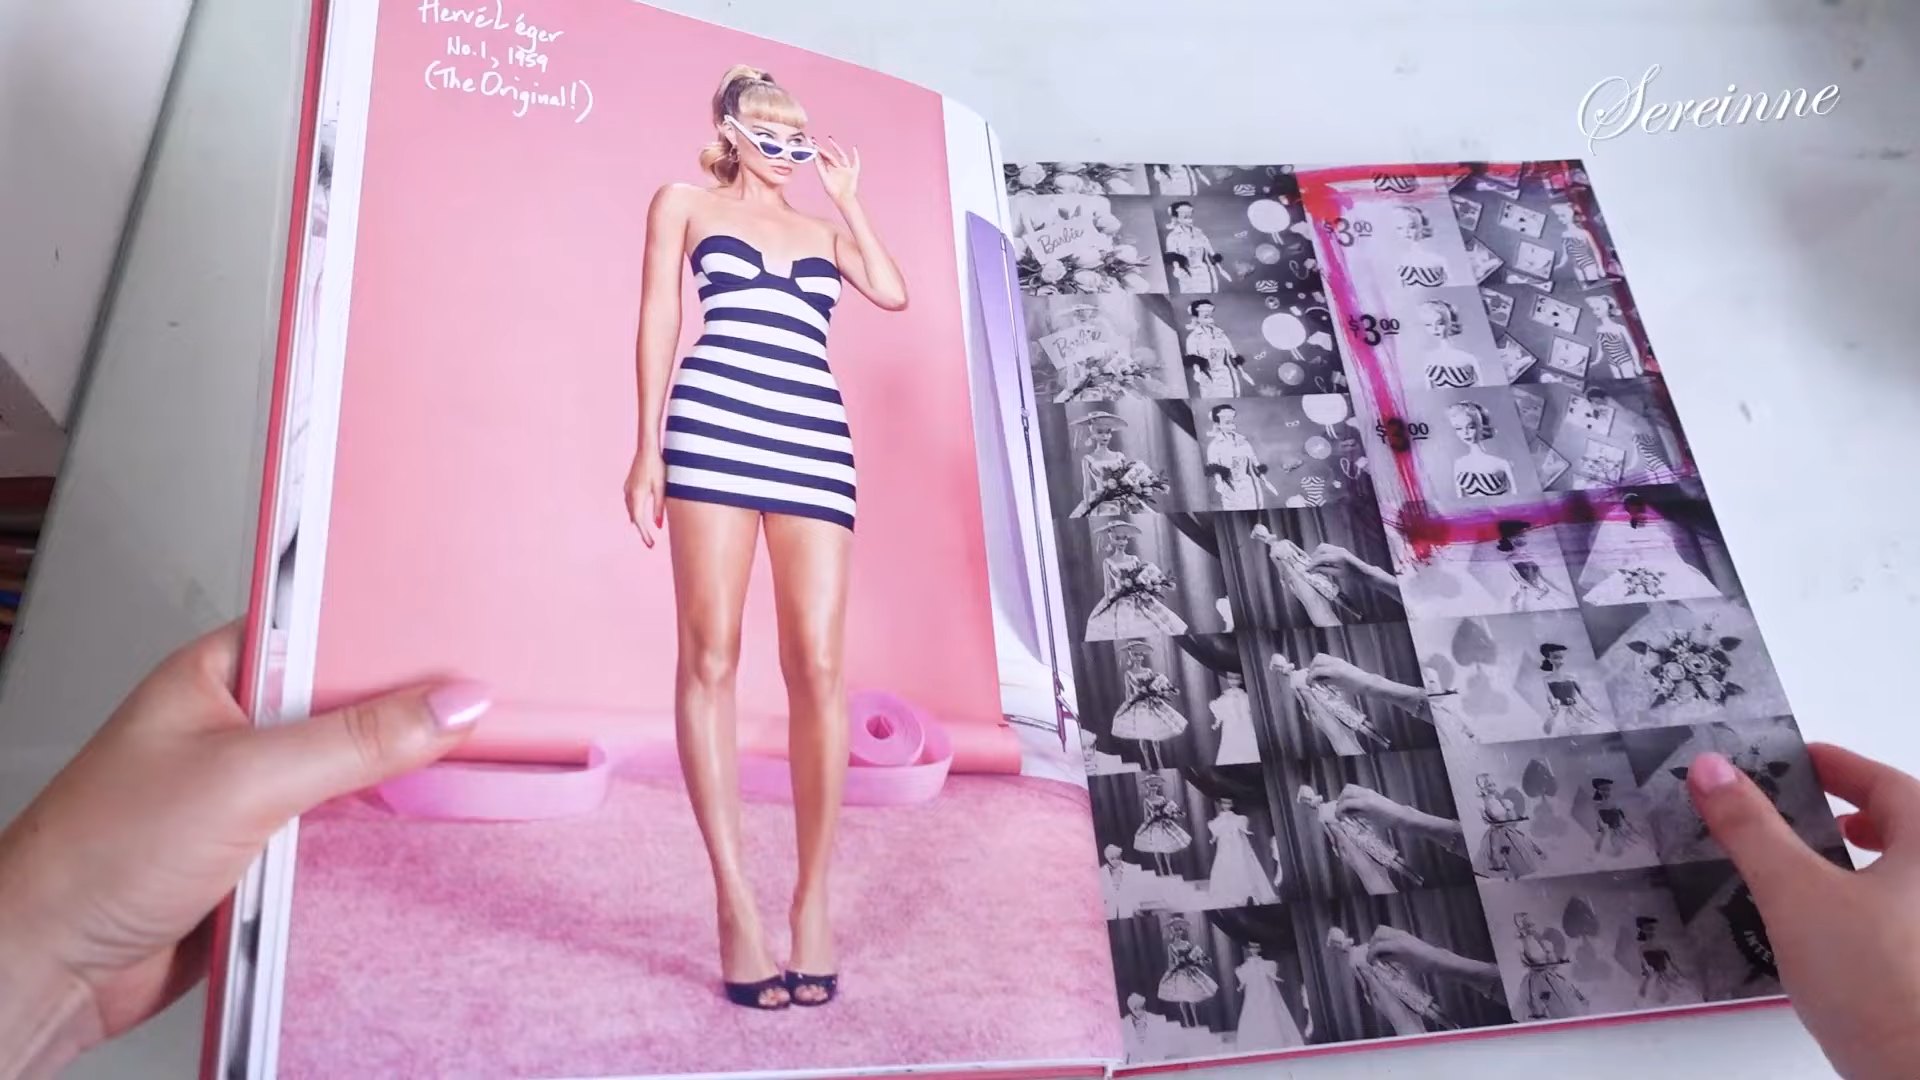 Hervé Léger
No.1, 1959
(The Original!)
Sereinne
Barbie
$3.00
Barbie
$3.00
$3.00